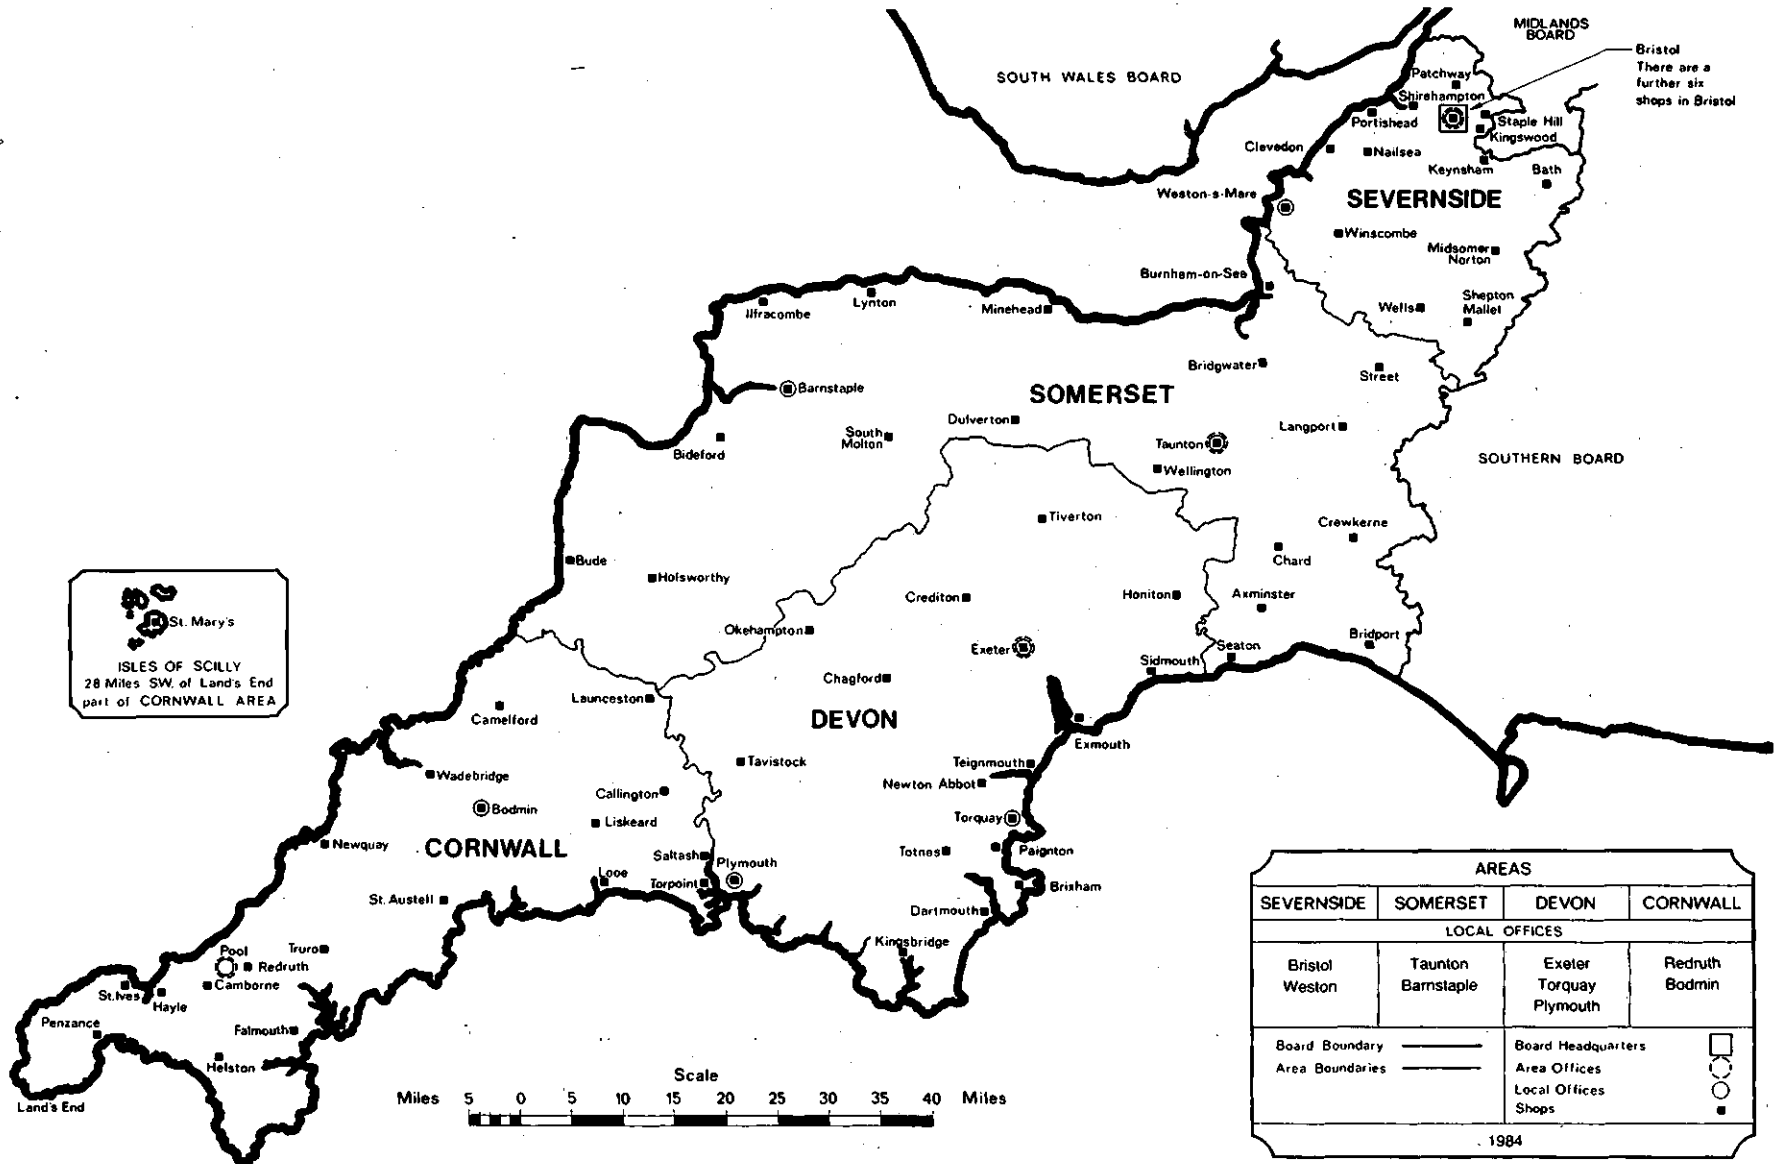 MIDLANDS
BOARD
SOUTH WALES BOARD
Bristol
There are a
further six
shops in Bristol
Patchway
Shirehampton
Portishead
Staple Hill
Kingswood
Clevedon
Nailsea
Keynsham
Bath
Weston-s-Mare
SEVERNSIDE
Winscombe
Midsomer
Norton
Burnham-on-Sea
Shepton
Mallet
Wells
Ilfracombe
Lynton
Minehead
Bridgwater
Street
Barnstaple
SOMERSET
Dulverton
Langport
South
Molton
Taunton
Bideford
Wellington
SOUTHERN BOARD
Tiverton
Crewkerne
Chard
Bude
Holsworthy
Crediton
Honiton
Axminster
Okehampton
Bridport
Seaton
Exeter
Sidmouth
St. Mary's
ISLES OF SCILLY
28 Miles SW. of Land's End
part of CORNWALL AREA
Chagford
Launceston
Camelford
DEVON
Exmouth
Tavistock
Teignmouth
Wadebridge
Newton Abbot
Callington
Bodmin
Torquay
Liskeard
Newquay
CORNWALL
Totnes
Paignton
Saltash
Plymouth
Looe
Torpoint
Brixham
St. Austell
Dartmouth
Kingsbridge
Truro
Pool
Redruth
Camborne
St.Ives
Hayle
Penzance
Falmouth
Helston
Land's End
Scale
Miles 5 0 5 10 15 20 25 30 35 40 Miles
AREAS
SEVERNSIDE SOMERSET DEVON CORNWALL
LOCAL OFFICES
Bristol Taunton Exeter Redruth
Weston Barnstaple Torquay Bodmin
Plymouth
Board Boundary Board Headquarters
Area Boundaries Area Offices
Local Offices
Shops
1984